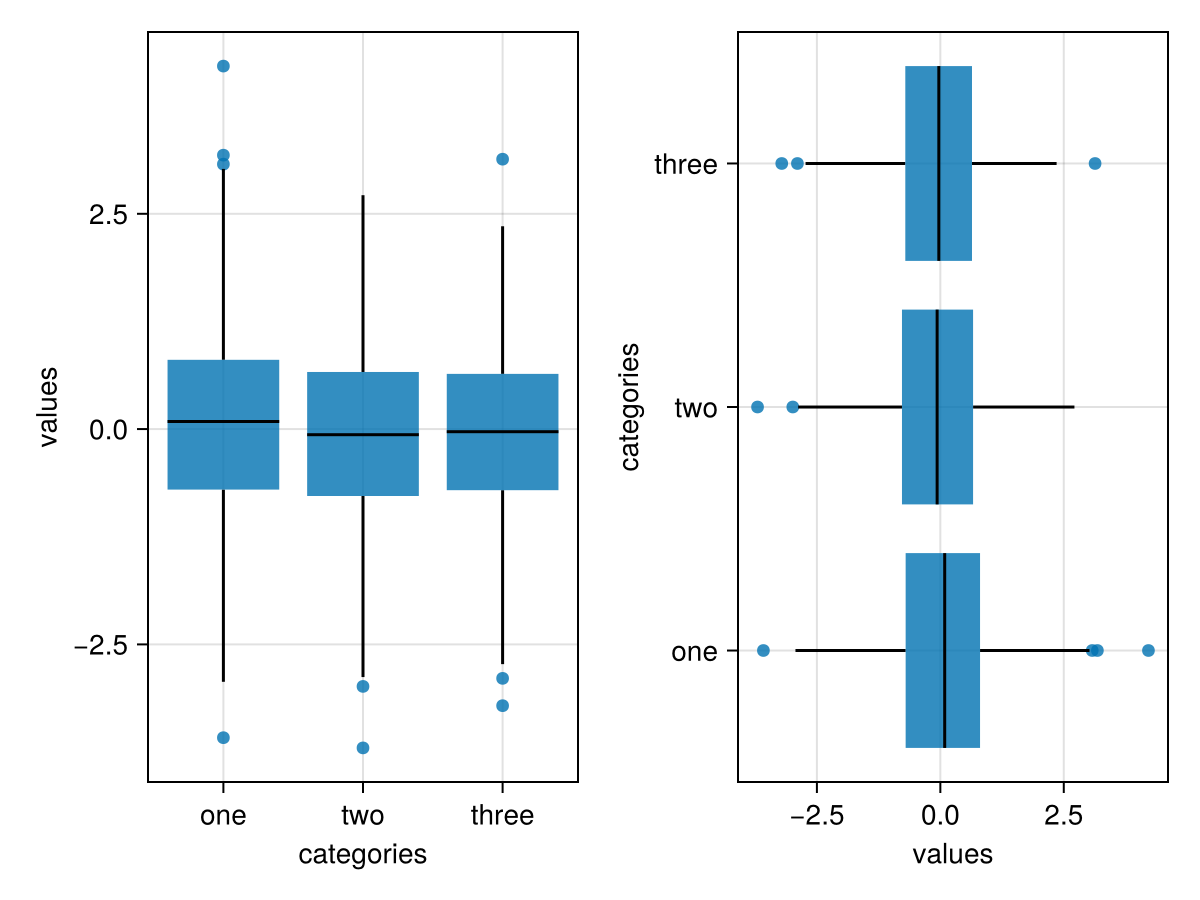 values
2.5
0.0
−2.5
one two three
categories
categories
three
two
one
−2.5 0.0 2.5
values